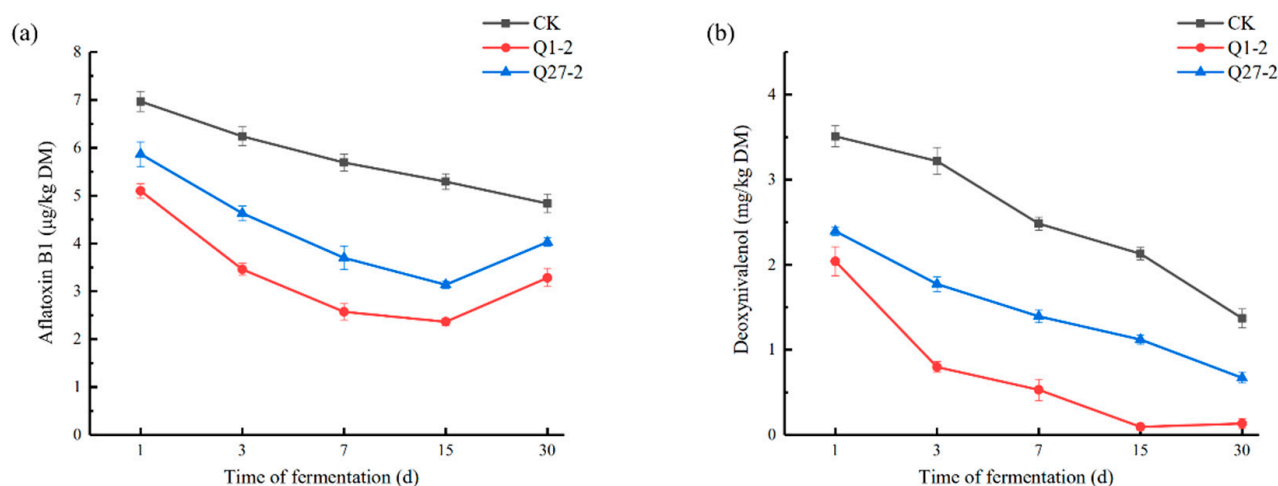 (a)
CK
Q1-2
Q27-2
8
7
6
5
4
3
2
1
0
Aflatoxin B1 (μg/kg DM)
1 3 7 15 30
Time of fermentation (d)
(b)
CK
Q1-2
Q27-2
4
3
2
1
0
Deoxynivalenol (mg/kg DM)
1 3 7 15 30
Time of fermentation (d)